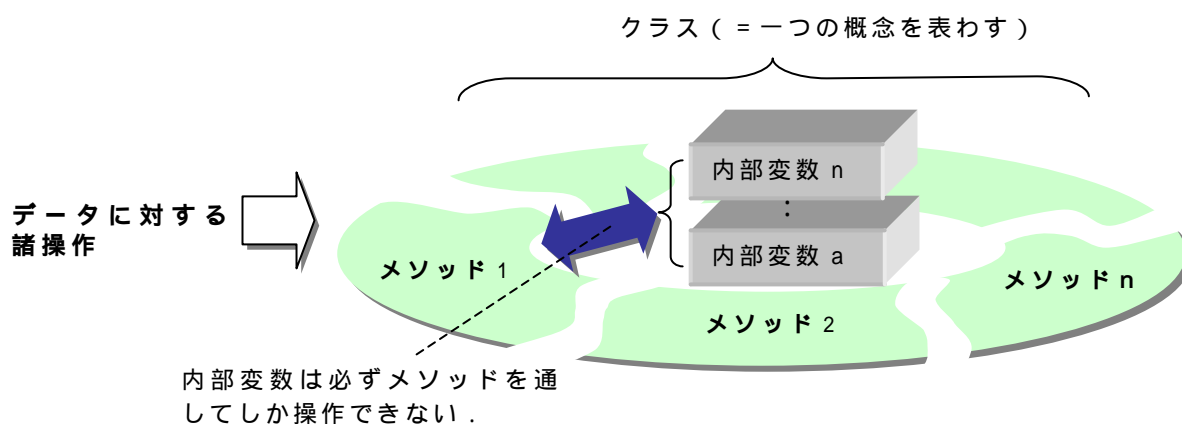 クラス(=一つの概念を表わす)
内部変数 n
:
データに対する
諸操作
内部変数 a
メソッド 1
メソッド n
メソッド 2
内部変数は必ずメソッドを通
してしか操作できない.